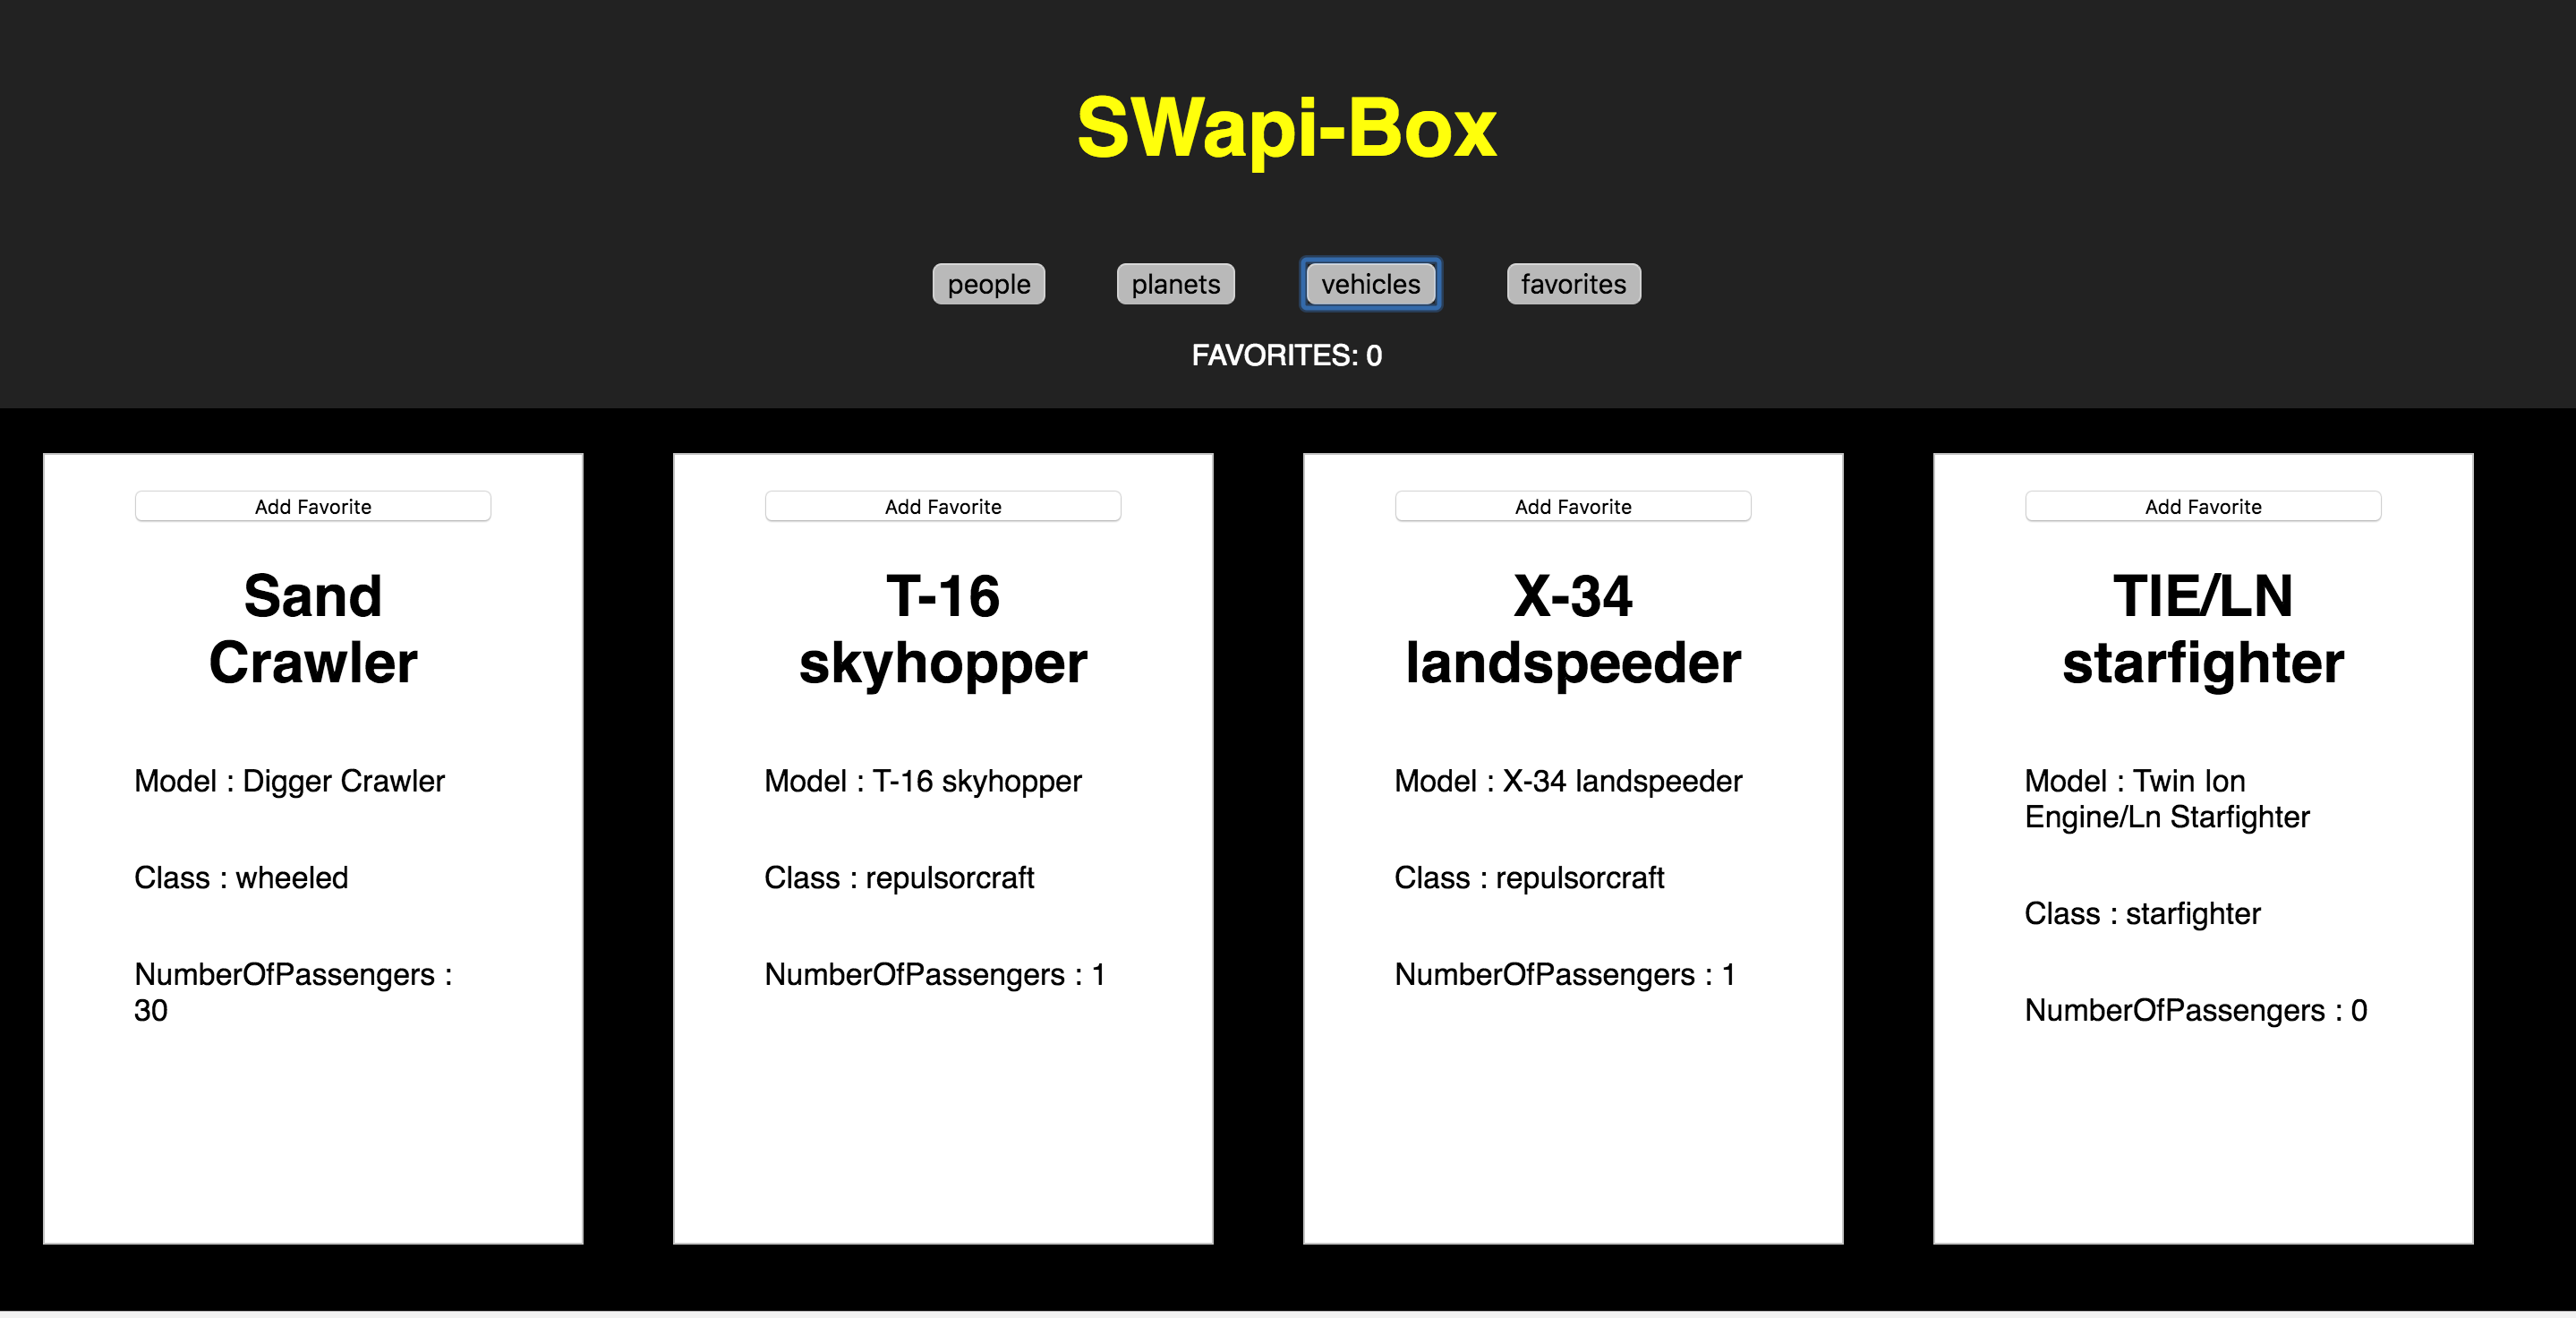 SWapi-Box
people
planets
vehicles
favorites
FAVORITES: 0
Add Favorite
Sand
Crawler
Model : Digger Crawler
Class : wheeled
NumberOfPassengers :
30
Add Favorite
T-16
skyhopper
Model : T-16 skyhopper
Class : repulsorcraft
NumberOfPassengers : 1
Add Favorite
X-34
landspeeder
Model : X-34 landspeeder
Class : repulsorcraft
NumberOfPassengers : 1
Add Favorite
TIE/LN
starfighter
Model : Twin Ion
Engine/Ln Starfighter
Class : starfighter
NumberOfPassengers : 0